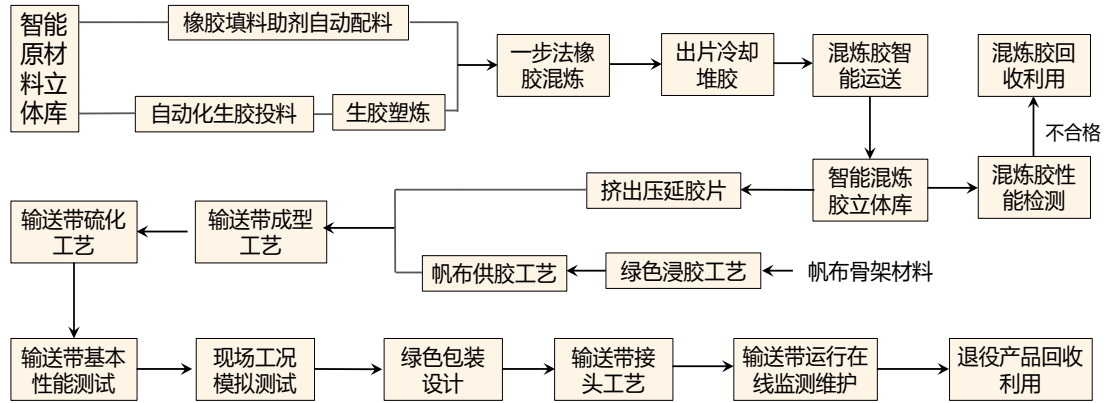 智能
原材
料立
体库
橡胶填料助剂自动配料
自动化生胶投料
生胶塑炼
一步法橡
胶混炼
出片冷却
堆胶
混炼胶智
能运送
混炼胶回
收利用
不合格
智能混炼
胶立体库
混炼胶性
能检测
挤出压延胶片
输送带硫化
工艺
输送带成型
工艺
帆布供胶工艺
绿色浸胶工艺
帆布骨架材料
输送带基本
性能测试
现场工况
模拟测试
绿色包装
设计
输送带接
头工艺
输送带运行在
线监测维护
退役产品回收
利用